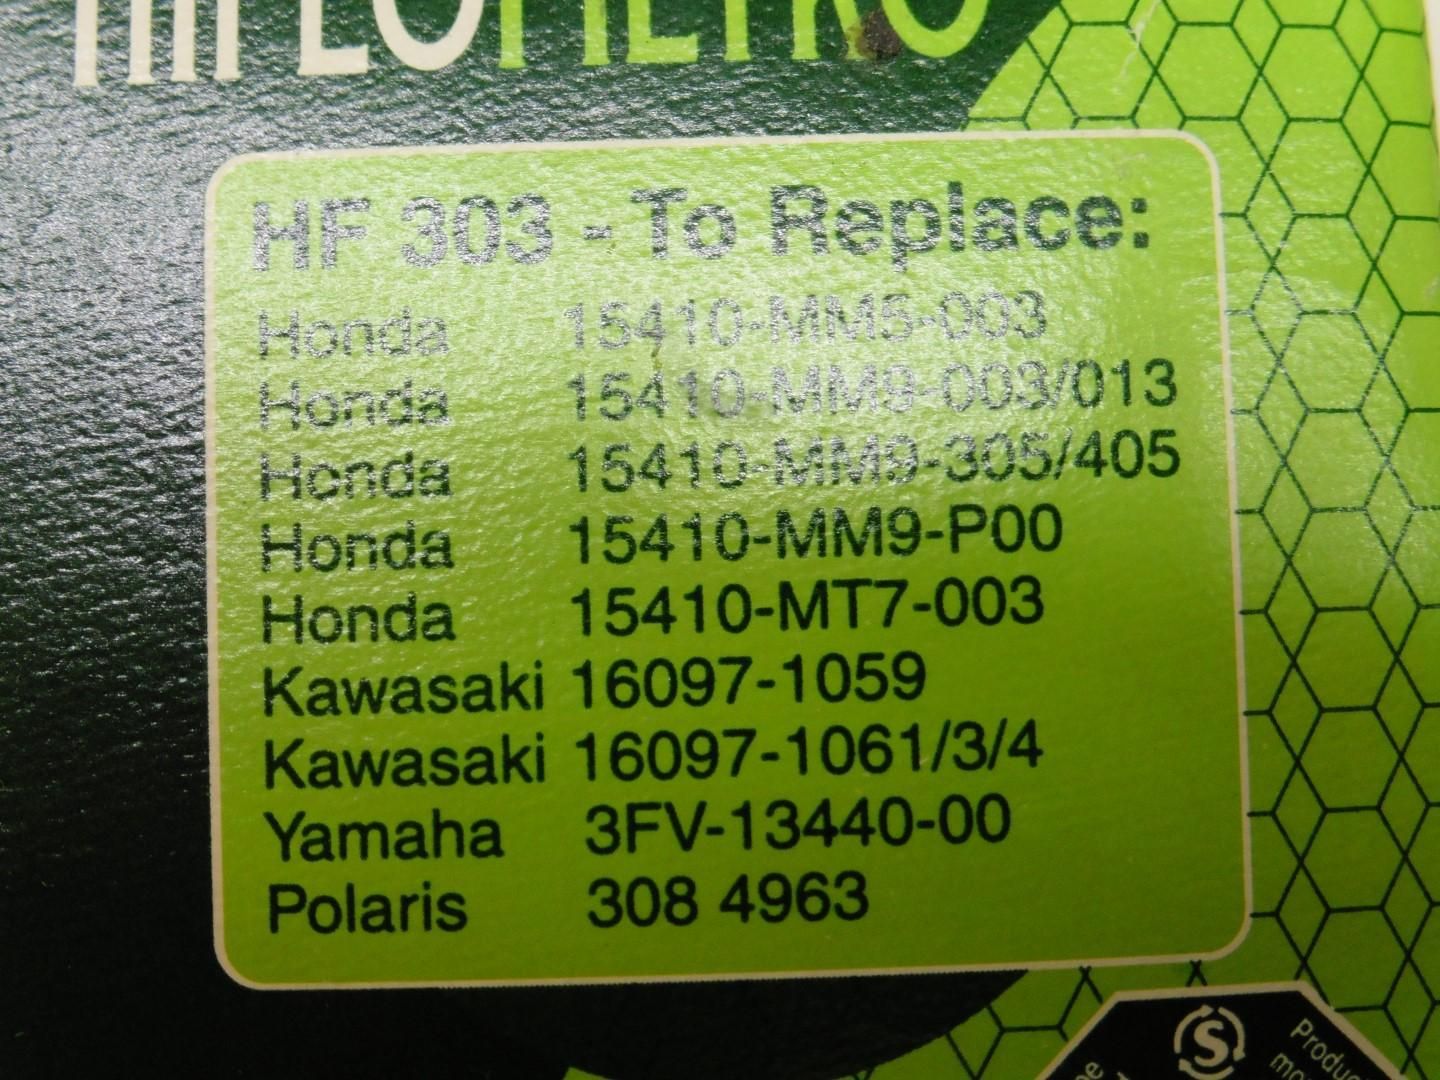 HIFLOFILTRO
HF 303 - To Replace:
Honda 15410-MM5-003
Honda 15410-MM9-003/013
Honda 15410-MM9-305/405
Honda 15410-MM9-P00
Honda 15410-MT7-003
Kawasaki 16097-1059
Kawasaki 16097-1061/3/4
Yamaha 3FV-13440-00
Polaris 308 4963
S